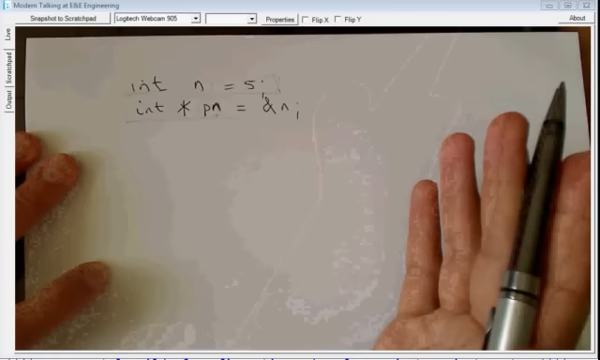 Modern Talking at E&E Engineering
Snapshot to Scratchpad
Logitech Webcam 905
Properties
Flip X
Flip Y
About
Live
Scratchpad
Output
int n = 5;
int * pn = &n;